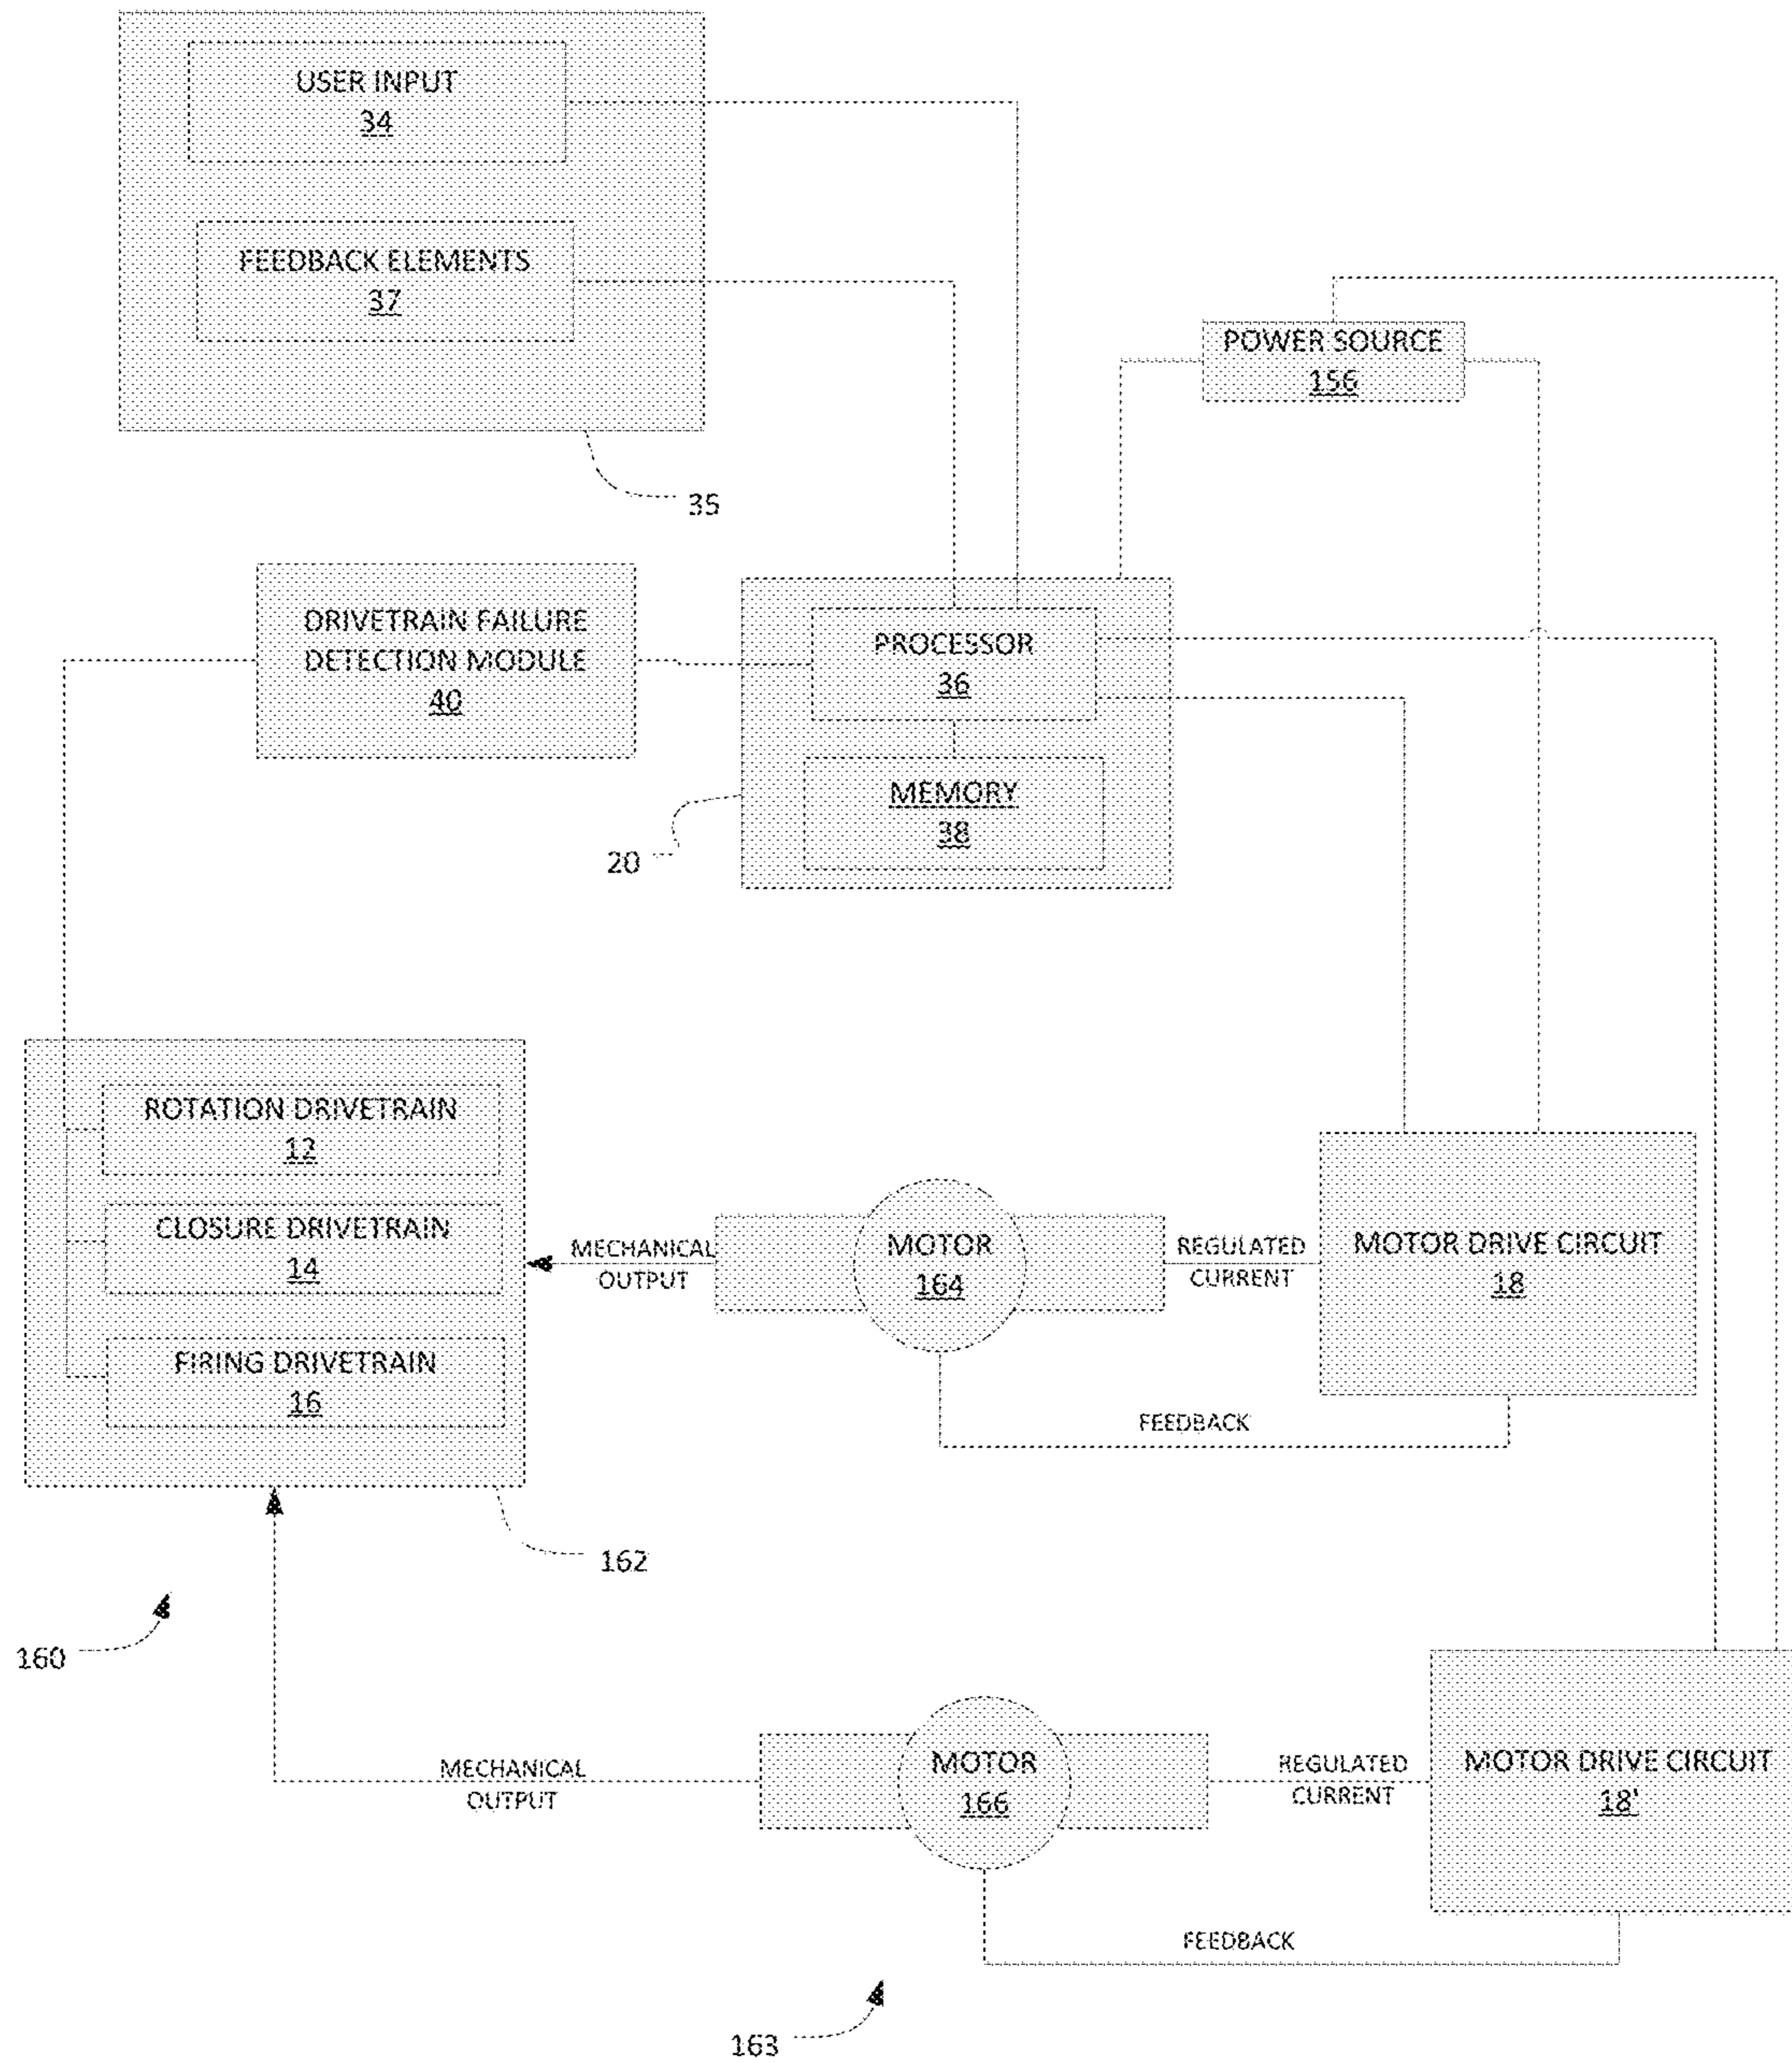 USER INPUT
34
FEEDBACK ELEMENTS
37
35
POWER SOURCE
156
DRIVETRAIN FAILURE
DETECTION MODULE
40
PROCESSOR
36
MEMORY
38
20
ROTATION DRIVETRAIN
12
CLOSURE DRIVETRAIN
14
FIRING DRIVETRAIN
16
162
160
MECHANICAL
OUTPUT
MOTOR
164
REGULATED
CURRENT
MOTOR DRIVE CIRCUIT
18
FEEDBACK
MECHANICAL
OUTPUT
MOTOR
166
REGULATED
CURRENT
MOTOR DRIVE CIRCUIT
18'
FEEDBACK
163